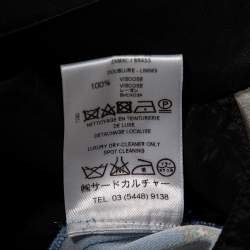 DOUBLURE - LINING
100%
VISCOSE
VISCOSE
レーヨン
NETTOYAGE EN TEINTURERIE
DE LUXE
DETACHAGE LOCALISE
LUXURY DRY-CLEANER ONLY
SPOT CLEANING
㈱サードカルチャー
TEL 03 (5448) 9138